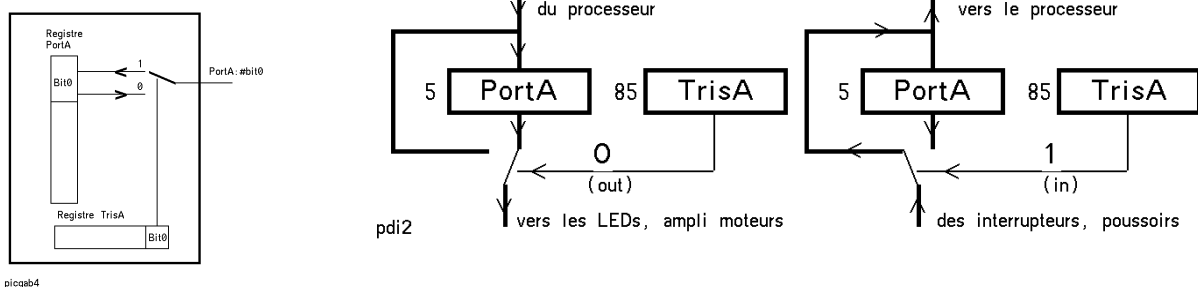 Registre
PortA
Bit0
1
0
PortA:#bit0
Registre TrisA
Bit0
picgab4
du processeur
5 PortA 85 TrisA
0
(out)
vers les LEDs, ampli moteurs
pdi2
vers le processeur
5 PortA 85 TrisA
1
(in)
des interrupteurs, poussoirs